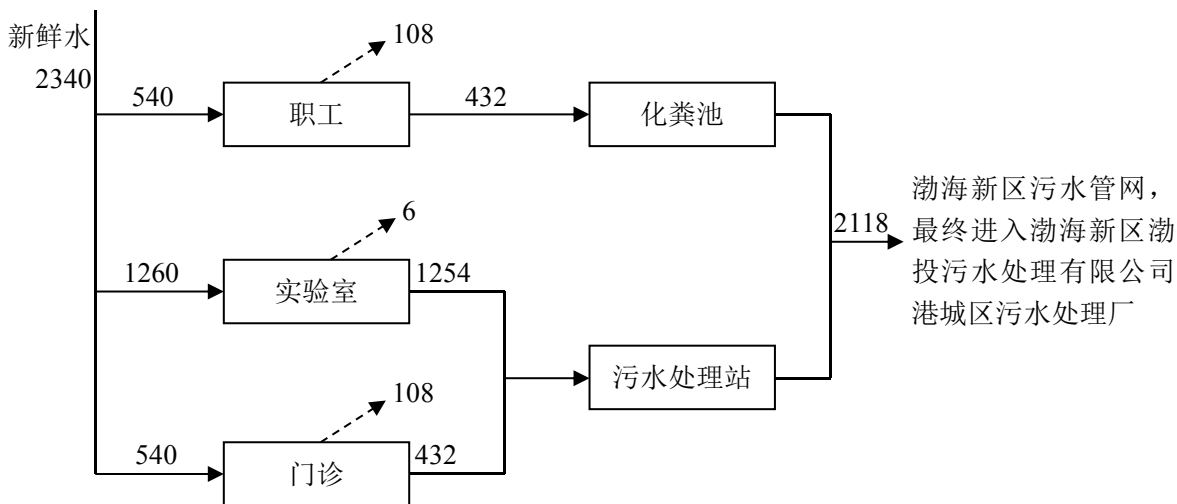 新鲜水
2340
108
540
职工
432
化粪池
6
1260
实验室
1254
2118
渤海新区污水管网，
最终进入渤海新区渤
投污水处理有限公司
港城区污水处理厂
污水处理站
108
540
门诊
432